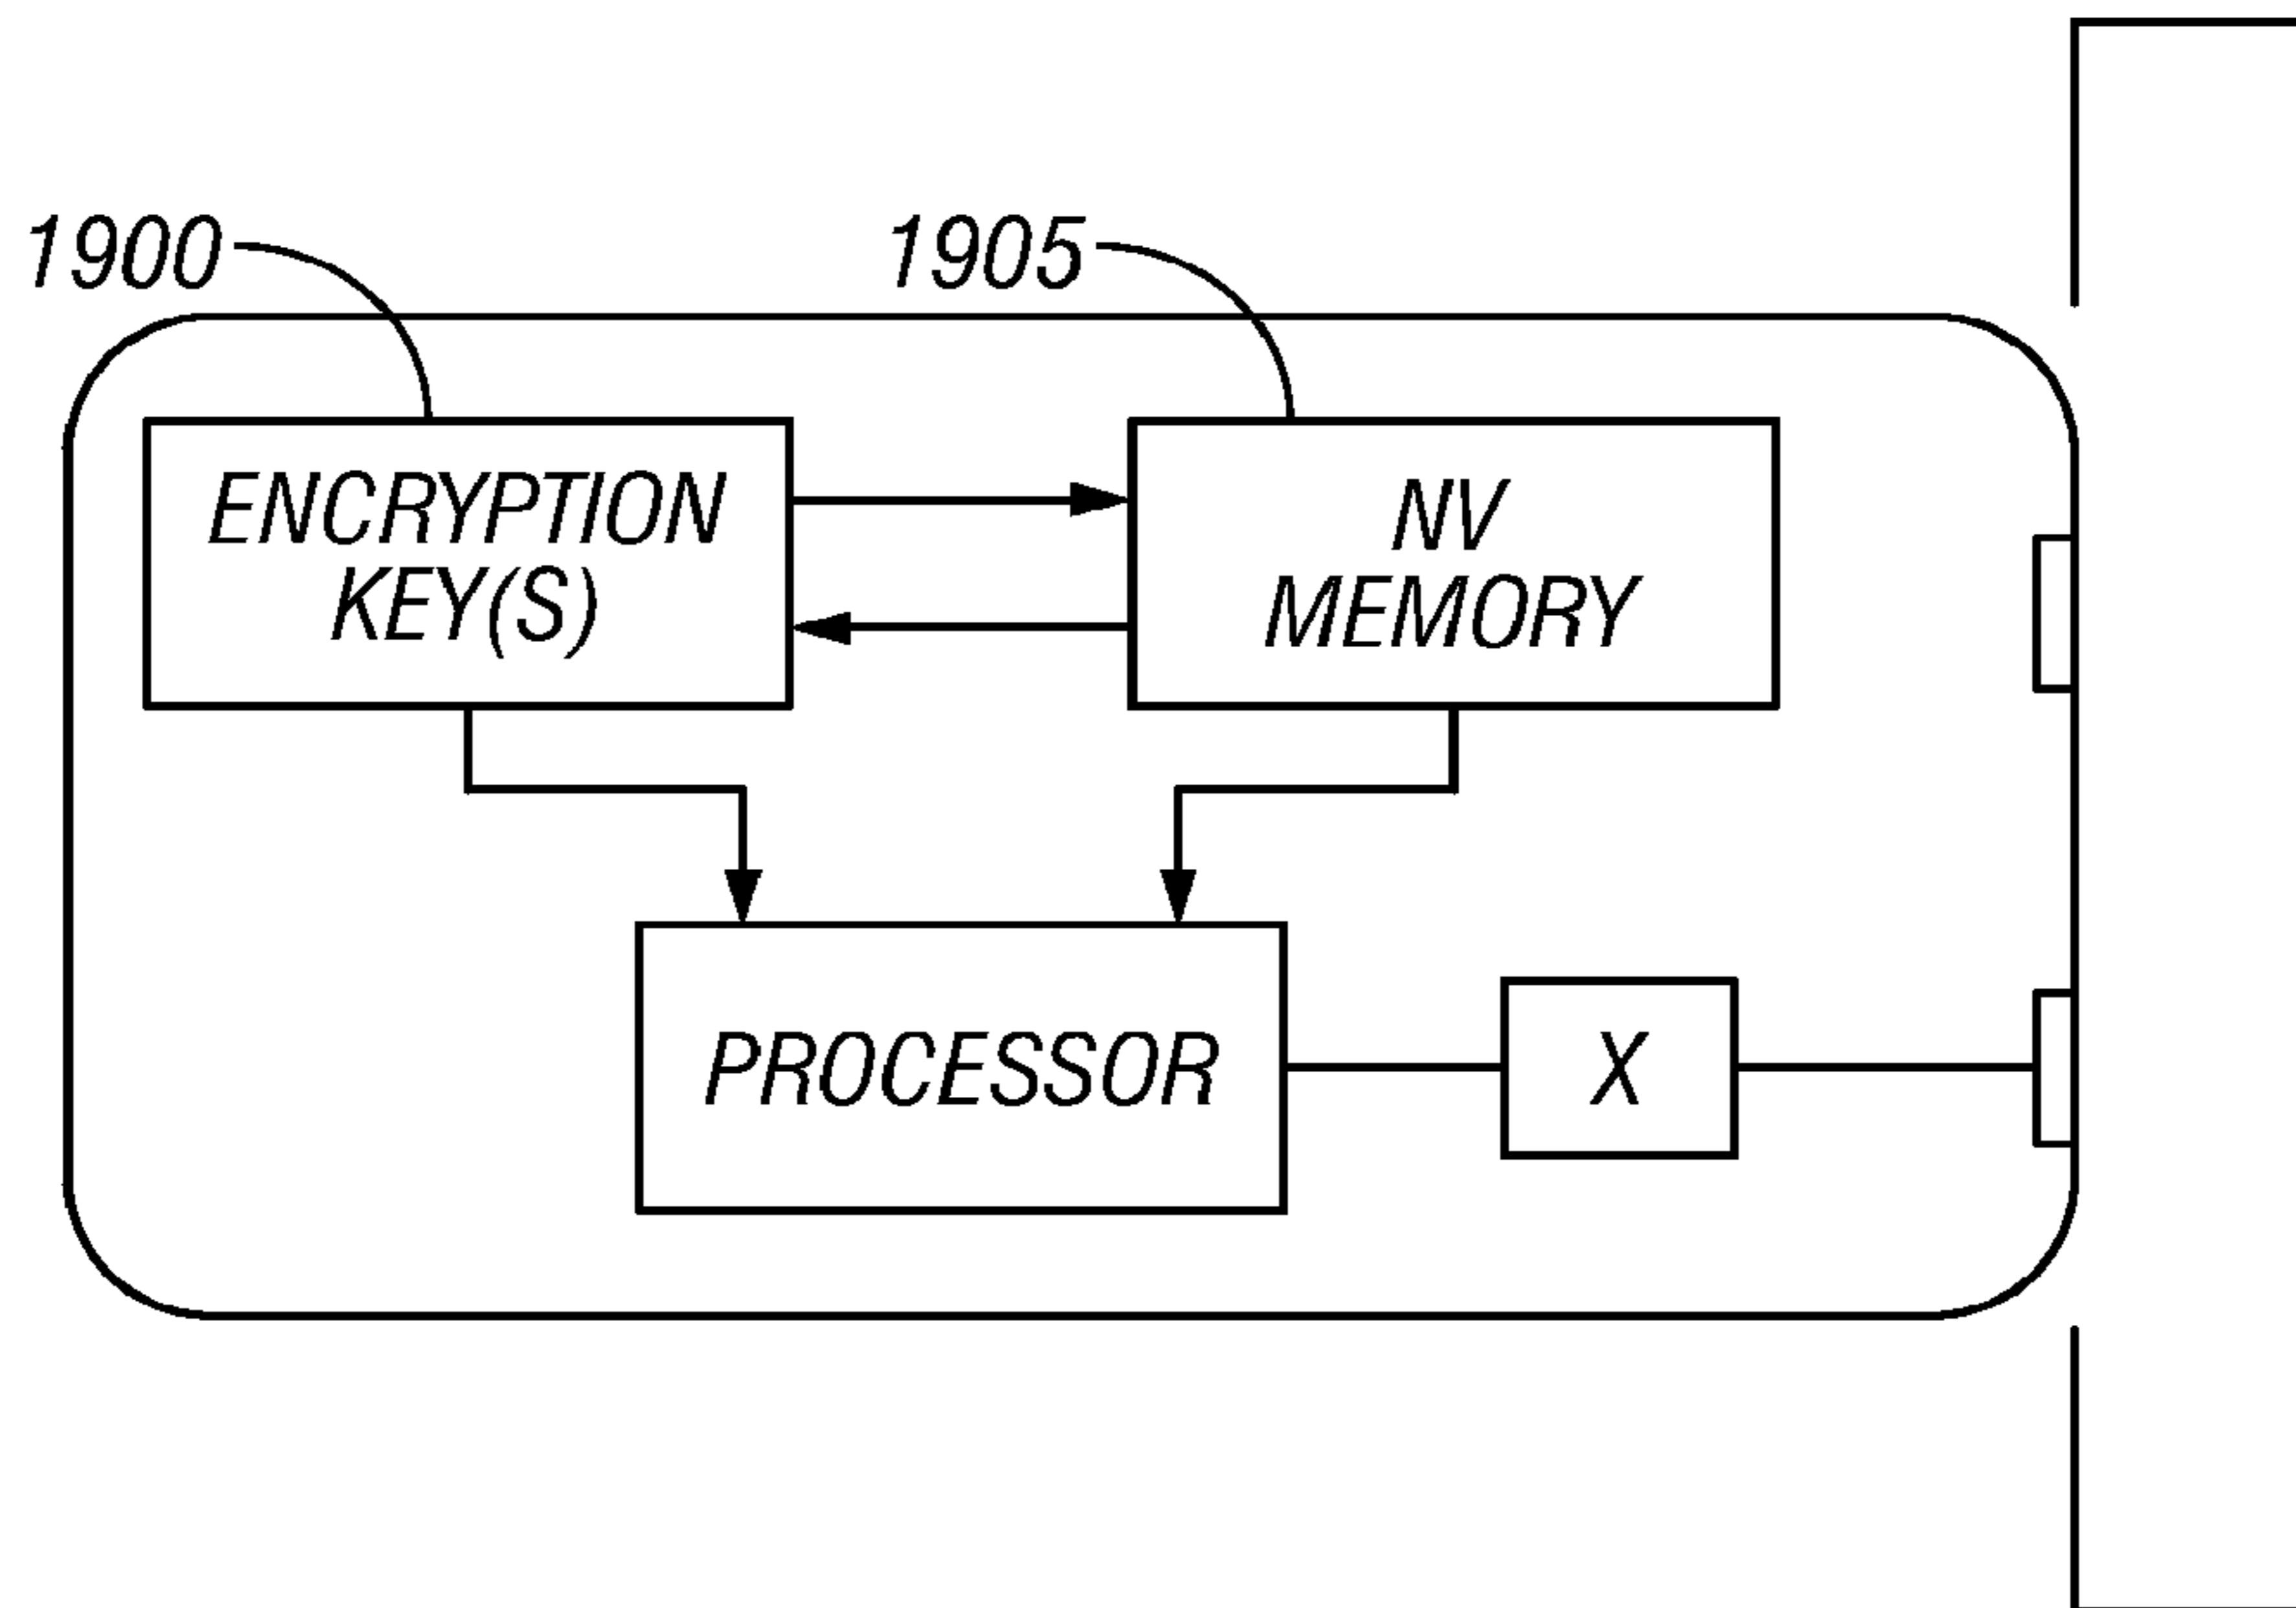 1900
1905
ENCRYPTION
KEY(S)
NV
MEMORY
PROCESSOR
X